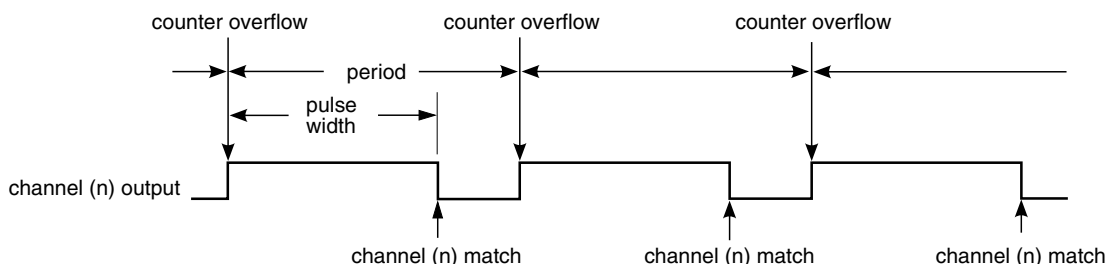 counter overflow
counter overflow
counter overflow
period
pulse
width
channel (n) output
channel (n) match
channel (n) match
channel (n) match